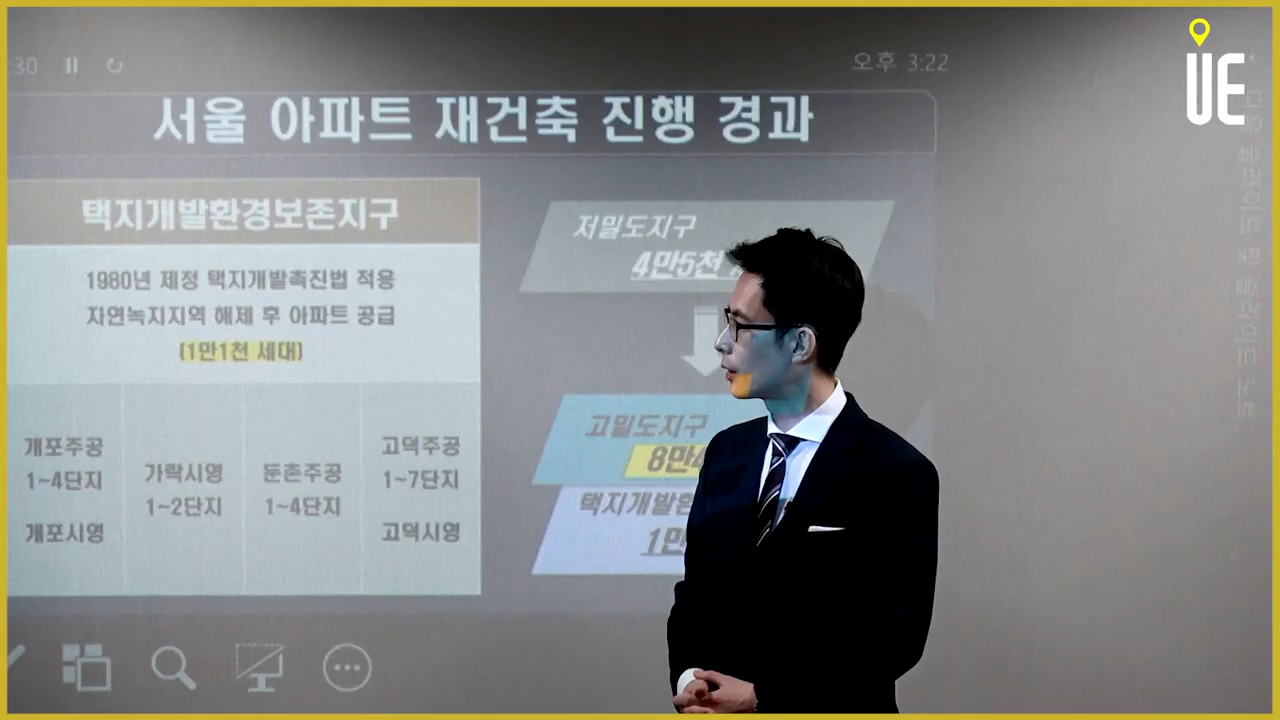 :30
오후 3:22
UE
서울 아파트 재건축 진행 경과
택지개발환경보존지구
1980년 제정 택지개발촉진법 적용
자연녹지지역 해제 후 아파트 공급
(1만1천 세대)
개포주공
1~4단지
개포시영
가락시영
1~2단지
둔촌주공
1~4단지
고덕주공
1~7단지
고덕시영
저밀도지구
4만5천
고밀도지구
8만4
택지개발환
1만